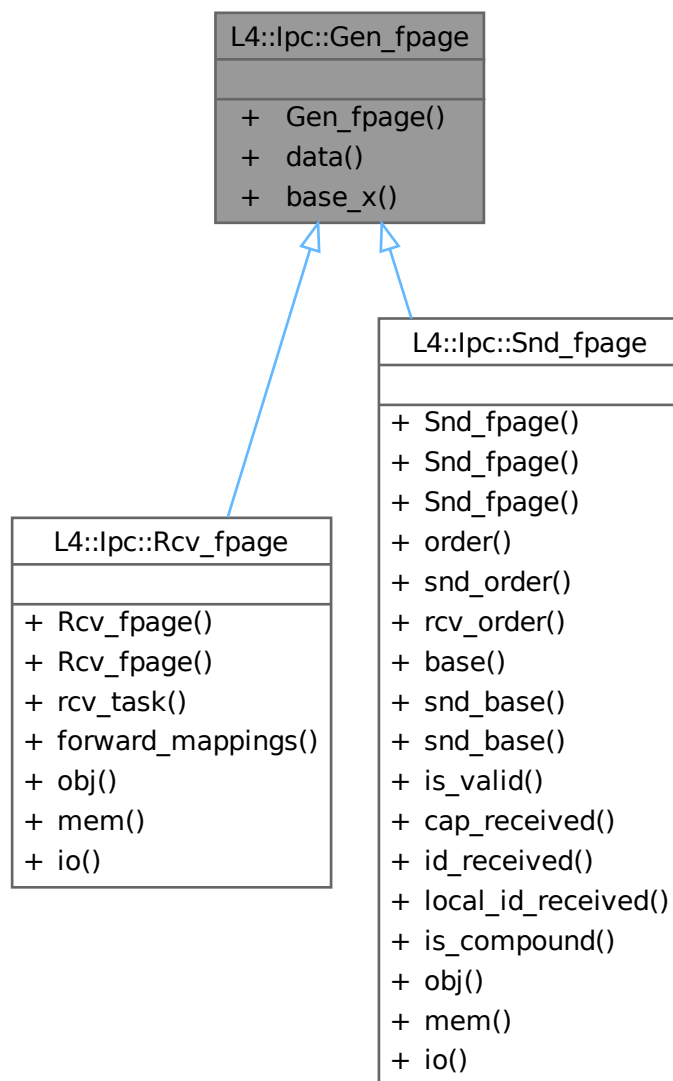 L4::Ipc::Gen_fpage
+ Gen_fpage()
+ data()
+ base_x()
L4::Ipc::Rcv_fpage
+ Rcv_fpage()
+ Rcv_fpage()
+ rcv_task()
+ forward_mappings()
+ obj()
+ mem()
+ io()
L4::Ipc::Snd_fpage
+ Snd_fpage()
+ Snd_fpage()
+ Snd_fpage()
+ order()
+ snd_order()
+ rcv_order()
+ base()
+ snd_base()
+ snd_base()
+ is_valid()
+ cap_received()
+ id_received()
+ local_id_received()
+ is_compound()
+ obj()
+ mem()
+ io()